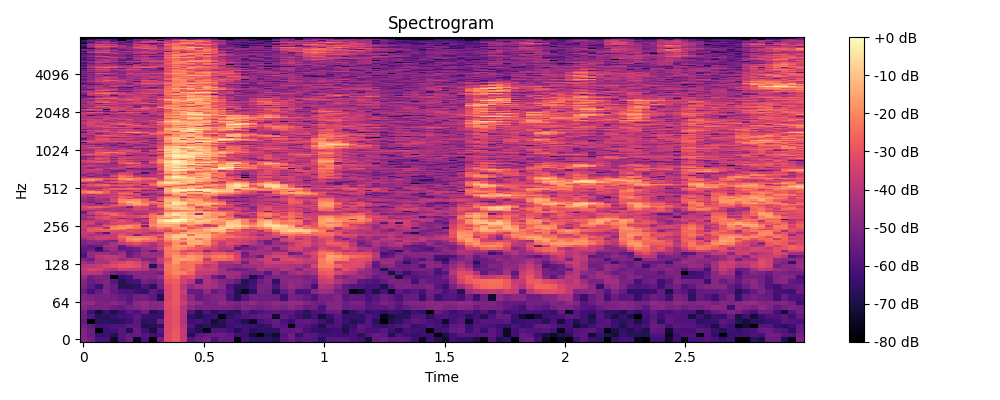 Spectrogram
Hz
4096
2048
1024
512
256
128
64
0
0
0.5
1
1.5
2
2.5
Time
+0 dB
-10 dB
-20 dB
-30 dB
-40 dB
-50 dB
-60 dB
-70 dB
-80 dB